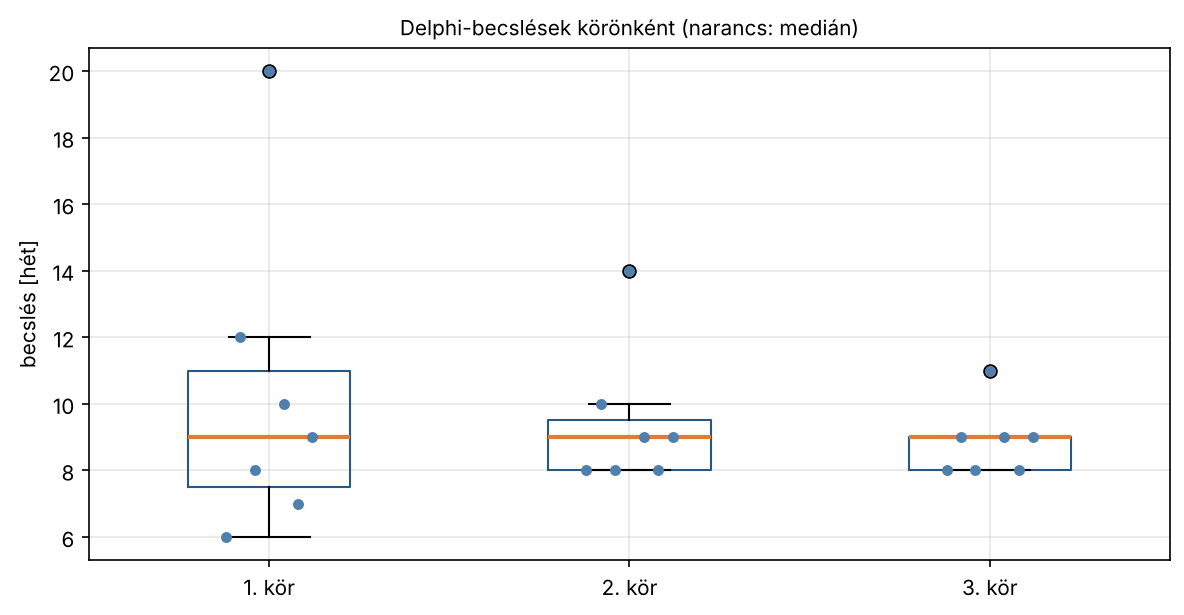 Delphi-becslések körönként (narancs: medián)
becslés [hét]
20
18
16
14
12
10
8
6
1. kör
2. kör
3. kör